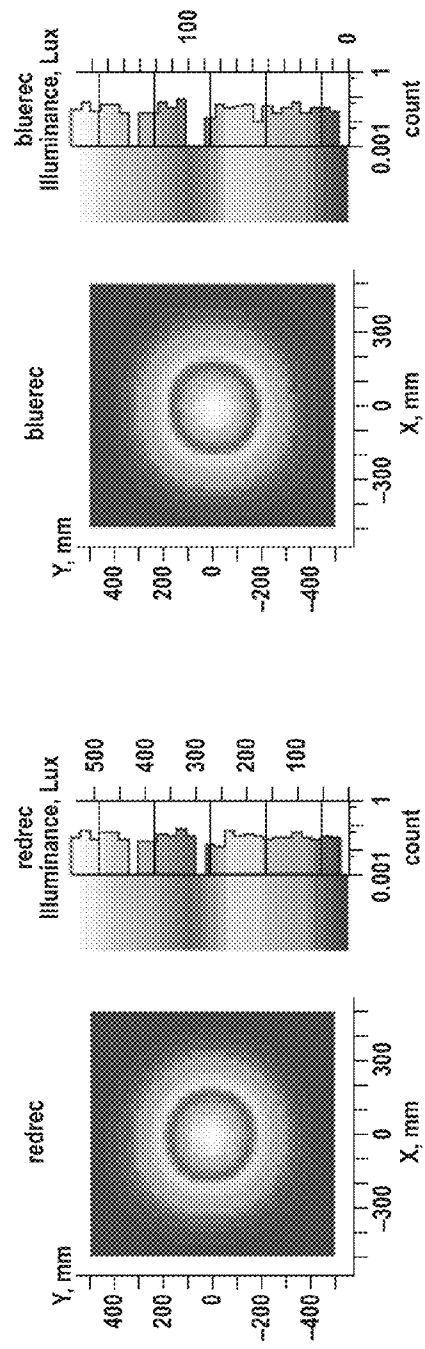 redrec
Y, mm
400
200
0
-200
-400
-300
0
300
X, mm
redrec
Illuminance, Lux
500
400
300
200
100
0.001
1
count
bluerec
Y, mm
400
200
0
-200
-400
-300
0
300
X, mm
bluerec
Illuminance, Lux
100
0
0.001
1
count